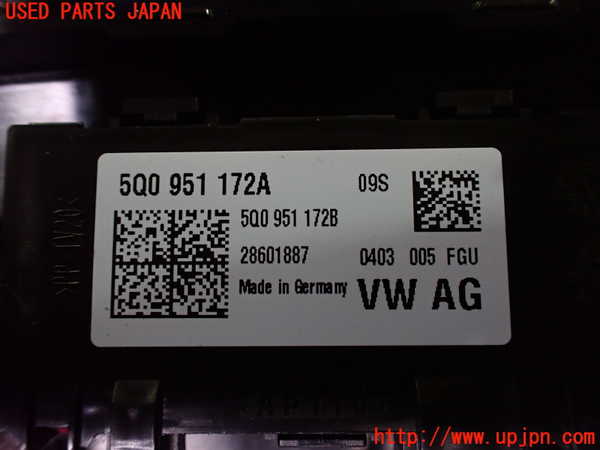 USED PARTS JAPAN
5Q0 951 172A
09S
5Q0 951 172B
28601887
0403 005 FGU
Made in Germany
VW AG
http://www.upjpn.com/